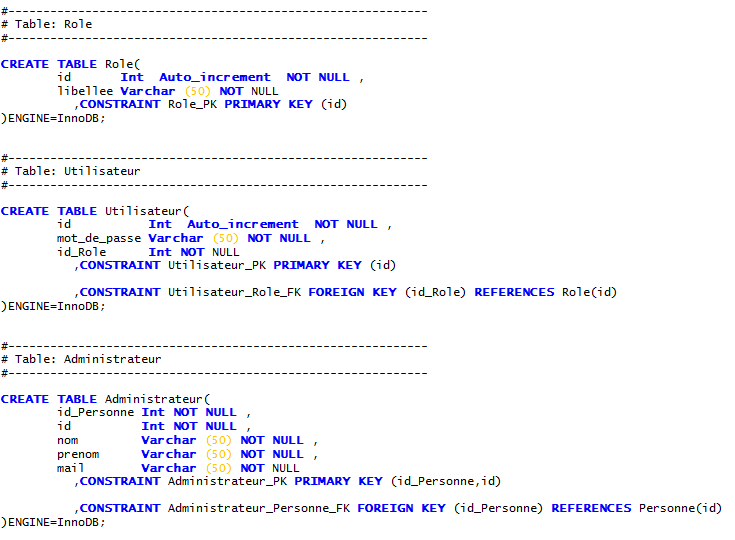 #------------------------------------------------------------
# Table: Role
#------------------------------------------------------------
CREATE TABLE Role(
id Int Auto_increment NOT NULL ,
libellee Varchar (50) NOT NULL
,CONSTRAINT Role_PK PRIMARY KEY (id)
)ENGINE=InnoDB;
#------------------------------------------------------------
# Table: Utilisateur
#------------------------------------------------------------
CREATE TABLE Utilisateur(
id Int Auto_increment NOT NULL ,
mot_de_passe Varchar (50) NOT NULL ,
id_Role Int NOT NULL
,CONSTRAINT Utilisateur_PK PRIMARY KEY (id)
,CONSTRAINT Utilisateur_Role_FK FOREIGN KEY (id_Role) REFERENCES Role(id)
)ENGINE=InnoDB;
#------------------------------------------------------------
# Table: Administrateur
#------------------------------------------------------------
CREATE TABLE Administrateur(
id_Personne Int NOT NULL ,
id Int NOT NULL ,
nom Varchar (50) NOT NULL ,
prenom Varchar (50) NOT NULL ,
mail Varchar (50) NOT NULL
,CONSTRAINT Administrateur_PK PRIMARY KEY (id_Personne,id)
,CONSTRAINT Administrateur_Personne_FK FOREIGN KEY (id_Personne) REFERENCES Personne(id)
)ENGINE=InnoDB;